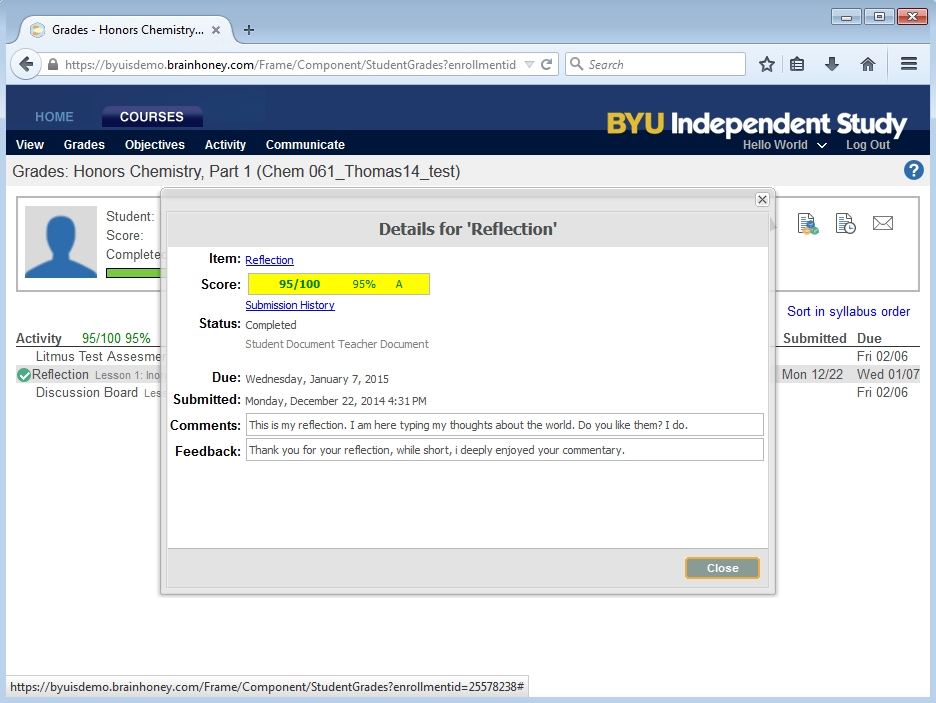 Grades - Honors Chemistry...
https://byuisdemo.brainhoney.com/Frame/Component/StudentGrades?enrollmentid
Search
HOME COURSES
BYU Independent Study
View Grades Objectives Activity Communicate
Hello World Log Out
Grades: Honors Chemistry, Part 1 (Chem 061_Thomas14_test)
?
Student:
Score:
Complete
Sort in syllabus order
Activity 95/100 95% Submitted Due
Litmus Test Assesme Fri 02/06
Reflection Lesson 1: Ino Mon 12/22 Wed 01/07
Discussion Board Les Fri 02/06
Details for 'Reflection'
Item: Reflection
Score: 95/100 95% A
Submission History
Status: Completed
Student Document Teacher Document
Due: Wednesday, January 7, 2015
Submitted: Monday, December 22, 2014 4:31 PM
Comments: This is my reflection. I am here typing my thoughts about the world. Do you like them? I do.
Feedback: Thank you for your reflection, while short, i deeply enjoyed your commentary.
Close
https://byuisdemo.brainhoney.com/Frame/Component/StudentGrades?enrollmentid=25578238#